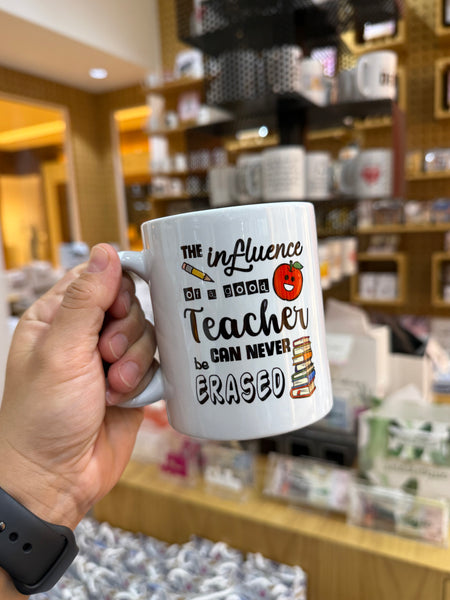 THE influence
of a good
Teacher
CAN NEVER
be
ERASED